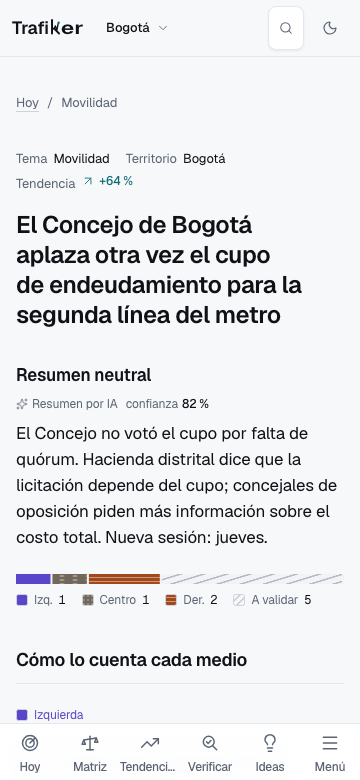 Trafiker
Bogotá
Hoy / Movilidad
Tema Movilidad Territorio Bogotá
Tendencia +64 %
El Concejo de Bogotá
aplaza otra vez el cupo
de endeudamiento para la
segunda línea del metro
Resumen neutral
Resumen por IA confianza 82 %
El Concejo no votó el cupo por falta de
quórum. Hacienda distrital dice que la
licitación depende del cupo; concejales de
oposición piden más información sobre el
costo total. Nueva sesión: jueves.
Izq. 1 Centro 1 Der. 2 A validar 5
Cómo lo cuenta cada medio
Izquierda
Hoy Matriz Tendenci... Verificar Ideas Menú